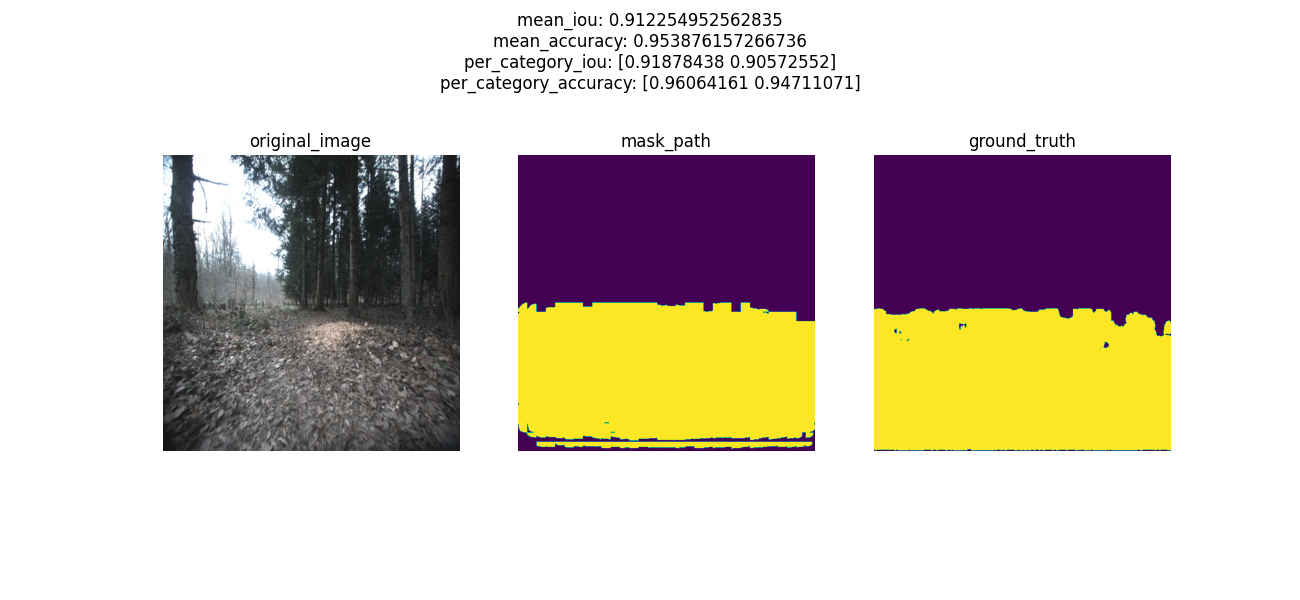 mean_iou: 0.912254952562835
mean_accuracy: 0.953876157266736
per_category_iou: [0.91878438 0.90572552]
per_category_accuracy: [0.96064161 0.94711071]
original_image
mask_path
ground_truth